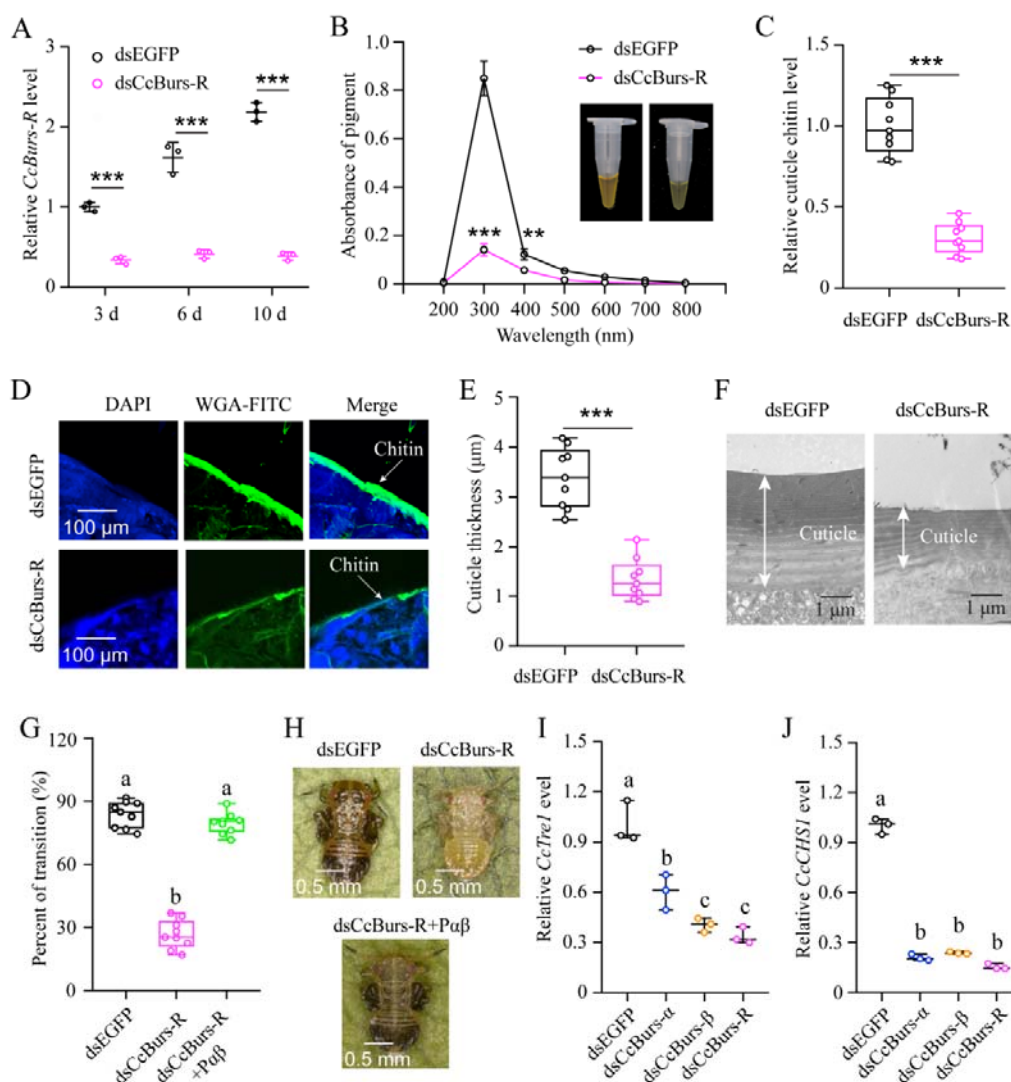 A
dsEGFP
dsCcBurs-R
Relative CcBurs-R level
3
2
1
0
***
***
***
3 d
6 d
10 d
B
dsEGFP
dsCcBurs-R
Absorbance of pigment
1.0
0.8
0.6
0.4
0.2
0
***
**
200 300 400 500 600 700 800
Wavelength (nm)
C
Relative cuticle chitin level
1.5
1.0
0.5
0
***
dsEGFP dsCcBurs-R
D
DAPI WGA-FITC Merge
dsEGFP
100 μm
Chitin
dsCcBurs-R
100 μm
Chitin
E
Cuticle thickness (μm)
5
4
3
2
1
0
***
dsEGFP dsCcBurs-R
F
dsEGFP dsCcBurs-R
Cuticle
1 μm
Cuticle
1 μm
G
Percent of transition (%)
120
90
60
30
0
a
b
a
dsEGFP
dsCcBurs-R
dsCcBurs-R
+Pαβ
H
dsEGFP dsCcBurs-R
0.5 mm
0.5 mm
dsCcBurs-R+Pαβ
0.5 mm
I
Relative CcTre1 evel
1.5
1.2
0.9
0.6
0.3
0
a
b
c
c
dsEGFP
dsCcBurs-α
dsCcBurs-β
dsCcBurs-R
J
Relative CcCHS1 evel
1.5
1.2
0.9
0.6
0.3
0
a
b
b
b
dsEGFP
dsCcBurs-α
dsCcBurs-β
dsCcBurs-R